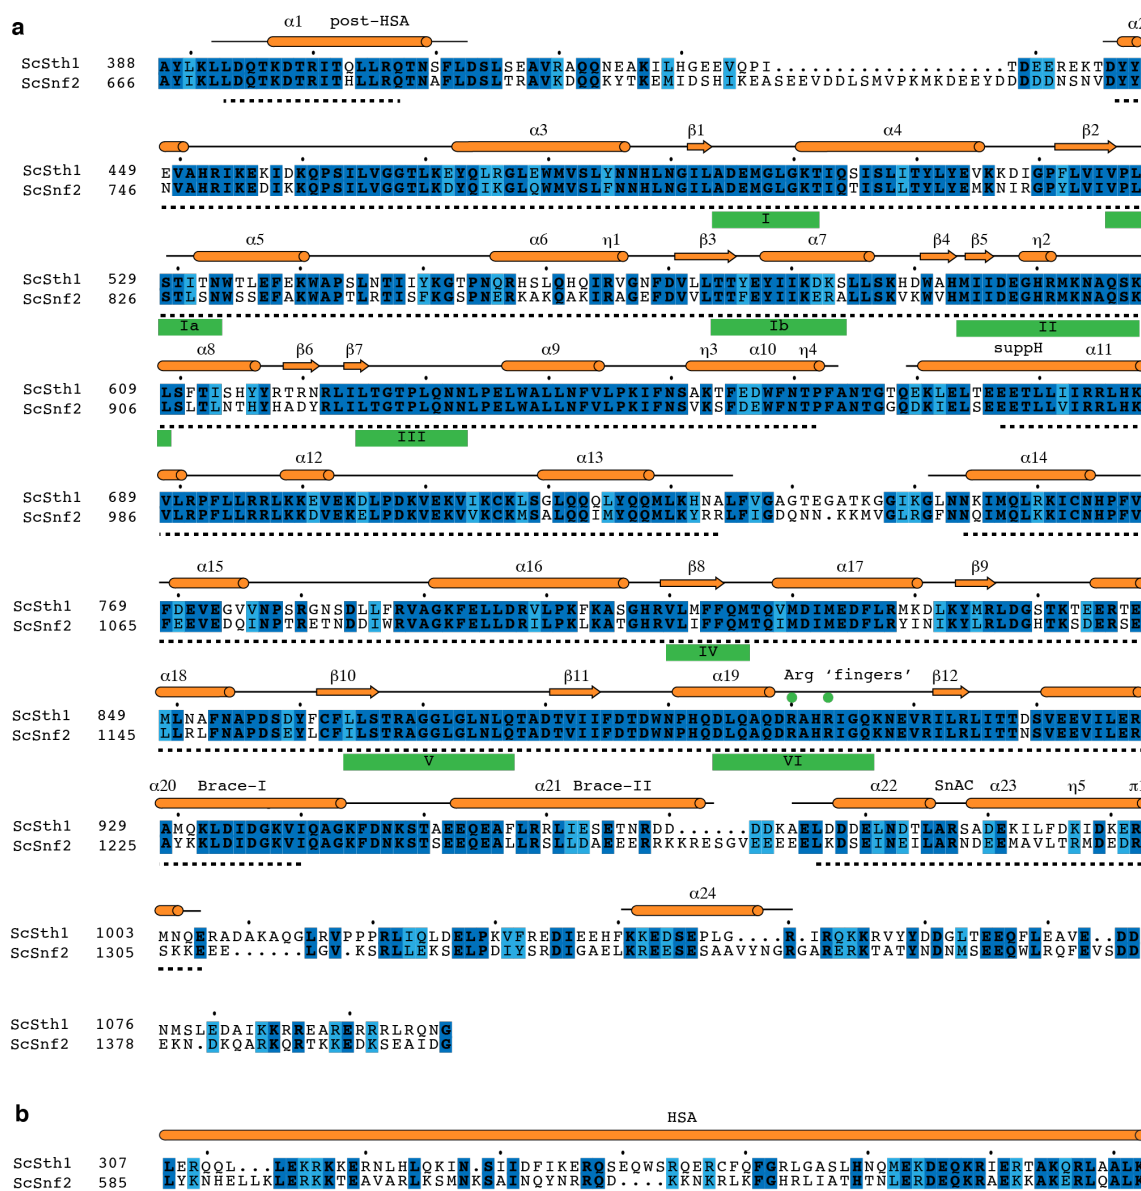 a
α1 post-HSA α2
ScSth1 388 AYLKLLDQTKDTRITQLLRQTNSFLDSLSEAVRAQQNEAKILHGEEVQPI...................TDEEREKTDYY
ScSnf2 666 AYIKLLDQTKDTRITHLLRQTNAFLDSLTRAVKDQQKYTKEMIDSHIKEASEEVDDLSMVPKMKDEEYDDDDDNSNVDYY
α3 β1 α4 β2
ScSth1 449 EVAHRIKEKIDKQPSILVGGTLKEYQLRGLEWMVSLYNNHLNGILADEMGLGKTIQSISLITYLYEVKKDIGPFLVIVPL
ScSnf2 746 NVAHRIKEDIKKQPSILVGGTLKDYQIKGLQWMVSLFNNHLNGILADEMGLGKTIQTISLLTYLYEMKNIRGPYLVIVPL
I
α5 α6 η1 β3 α7 β4 β5 η2
ScSth1 529 STITNWTLEFEKWAPSLNTIIYKGTPNQRHSLQHQIRVGNFDVLLTTYEYIIKDKSLLSKHDWAHMIIDEGHRMKNAQSK
ScSnf2 826 STLSNWSSEFAKWAPTLRTISFKGSPNERKAKQAKIRAGEFDVVLTTFEYIIKERALLSKVKWVHMIIDEGHRMKNAQSK
Ia Ib II
α8 β6 β7 α9 η3 α10 η4 suppH α11
ScSth1 609 LSFTISHYYRTRNRLILTGTPLQNNLPELWALLNFVLPKIFNSAKTFEDWFNTPFANTGTQEKLELTEEETLLIIRRLHK
ScSnf2 906 LSLTLNTHYHADYRLILTGTPLQNNLPELWALLNFVLPKIFNSVKSFDEWFNTPFANTGGQDKIELSEEETLLVIRRLHK
III
α12 α13 α14
ScSth1 689 VLRPFLLRRLKKEVEKDLPDKVEKVIKCKLSGLQQQLYQQMLKHNALFVGAGTEGATKGGIKGLNNKIMQLRKICNHPFV
ScSnf2 986 VLRPFLLRRLKKDVEKELPDKVEKVVKCKMSALQQIMYQQMLKYRRLFIGDQNN.KKMVGLRGFNNQIMQLKKICNHPFV
α15 α16 β8 α17 β9
ScSth1 769 FDEVEGVVNPSRGNSDLLFRVAGKFELLDRVLPKFKASGHRVLMFFQMTQVMDIMEDFLRMKDLKYMRLDGSTKTEERTE
ScSnf2 1065 FEEVEDQINPTRETNDDIWRVAGKFELLDRILPKLKATGHRVLIFFQMTQIMDIMEDFLRYINIKYLRLDGHTKSDERSE
IV
α18 β10 β11 α19 Arg ‘fingers’ β12
ScSth1 849 MLNAFNAPDSDYFCFLLSTRAGGLGLNLQTADTVIIFDTDWNPHQDLQAQDRAHRIGQKNEVRILRLITTDSVEEVILER
ScSnf2 1145 LLRLFNAPDSEYLCFILSTRAGGLGLNLQTADTVIIFDTDWNPHQDLQAQDRAHRIGQKNEVRILRLITTNSVEEVILER
V VI
α20 Brace-I α21 Brace-II α22 SnAC α23 η5 π1
ScSth1 929 AMQKLDIDGKVIQAGKFDNKSTAEEQEAFLRRLIESETNRDD......DDKAELDDDELNDTLARSADEKILFDKIDKER
ScSnf2 1225 AYKKLDIDGKVIQAGKFDNKSTSEEQEALLRSLLDAEEERRKKRESGVEEEEELKDSEINEILARNDEEMAVLTRMDEDR
α24
ScSth1 1003 MNQERADAKAQGLRVPPPRLIQLDELPKVFREDIEEHFKKEDSEPLG....R.IRQKKRVYYDDGLTEEQFLEAVE..DD
ScSnf2 1305 SKKEEE......LGV.KSRLLEKSELPDIYSRDIGAELKREESESAAVYNGRGARERKTATYNDNMSEEQWLRQFEVSDD
ScSth1 1076 NMSLEDAIKKRREARERRRLRQNG
ScSnf2 1378 EKN.DKQARKQRTKKEDKSEAIDG
b
HSA
ScSth1 307 LERQQL...LEKRKKERNLHLQKIN.SIIDFIKERQSEQWSRQERCFQFGRLGASLHNQMEKDEQKRIERTAKQRLAALK
ScSnf2 585 LYKNHELLKLERKKTEAVARLKSMNKSAINQYNRRQD....KKNKRLKFGHRLIATHTNLERDEQKRAEKKAKERLQALK